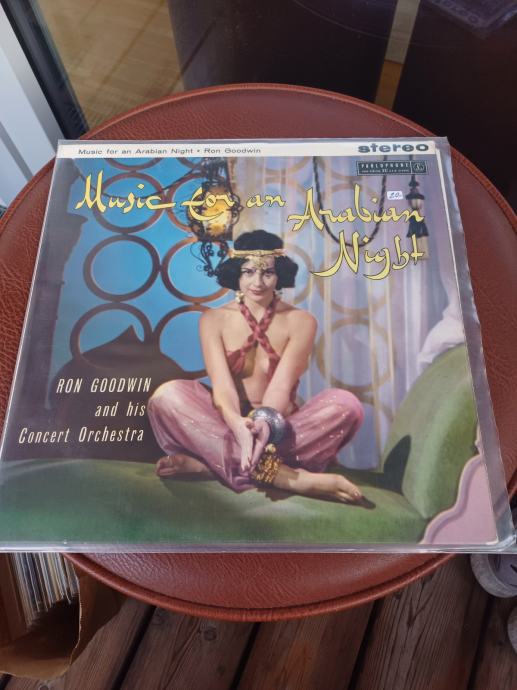 Music for an Arabian Night • Ron Goodwin
stereo
PARLOPHONE
20.
Music for an
Arabian
Night
RON GOODWIN
and his
Concert Orchestra